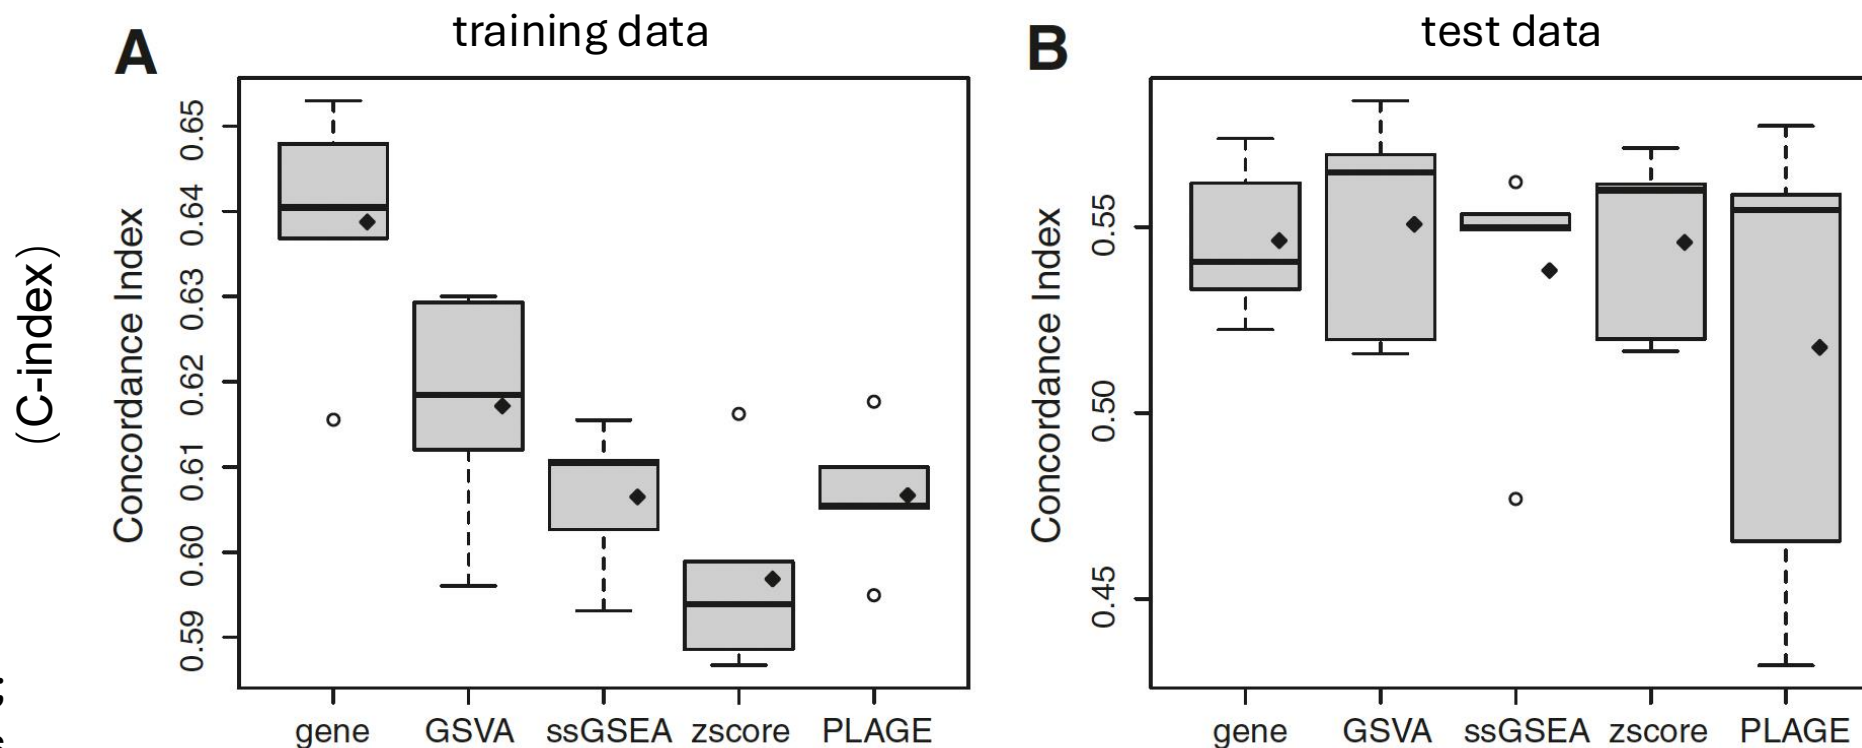 training data
test data
A
B
(C-index)
Concordance Index
0.65
0.64
0.63
0.62
0.61
0.60
0.59
gene GSVA ssGSEA zscore PLAGE
Concordance Index
0.55
0.50
0.45
gene GSVA ssGSEA zscore PLAGE